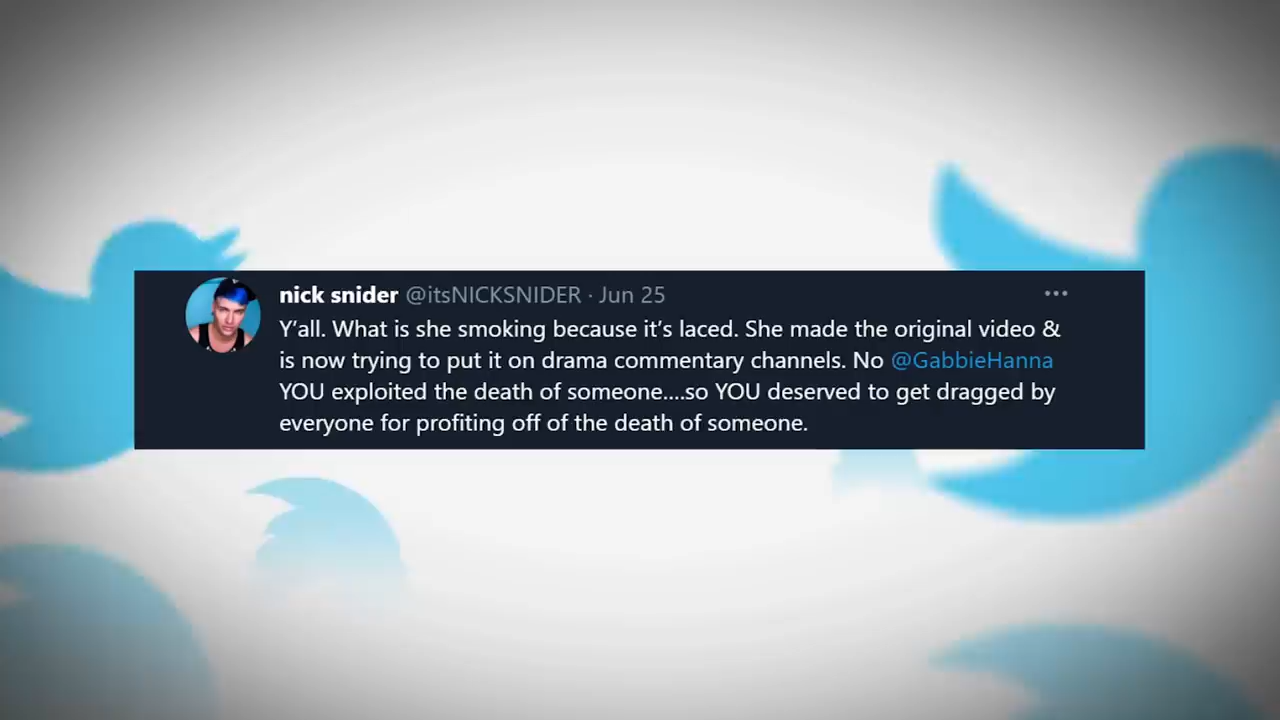 nick snider @itsNICKSNIDER · Jun 25
Y’all. What is she smoking because it’s laced. She made the original video &
is now trying to put it on drama commentary channels. No @GabbieHanna
YOU exploited the death of someone....so YOU deserved to get dragged by
everyone for profiting off of the death of someone.